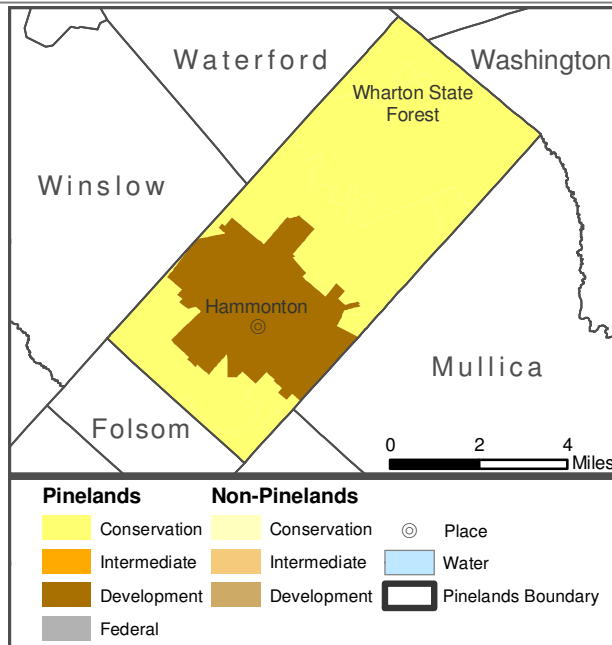 Waterford
Washington
Wharton State
Forest
Winslow
Hammonton
Mullica
Folsom
0 2 4
Miles
Pinelands Non-Pinelands
Conservation Conservation Place
Intermediate Intermediate Water
Development Development Pinelands Boundary
Federal